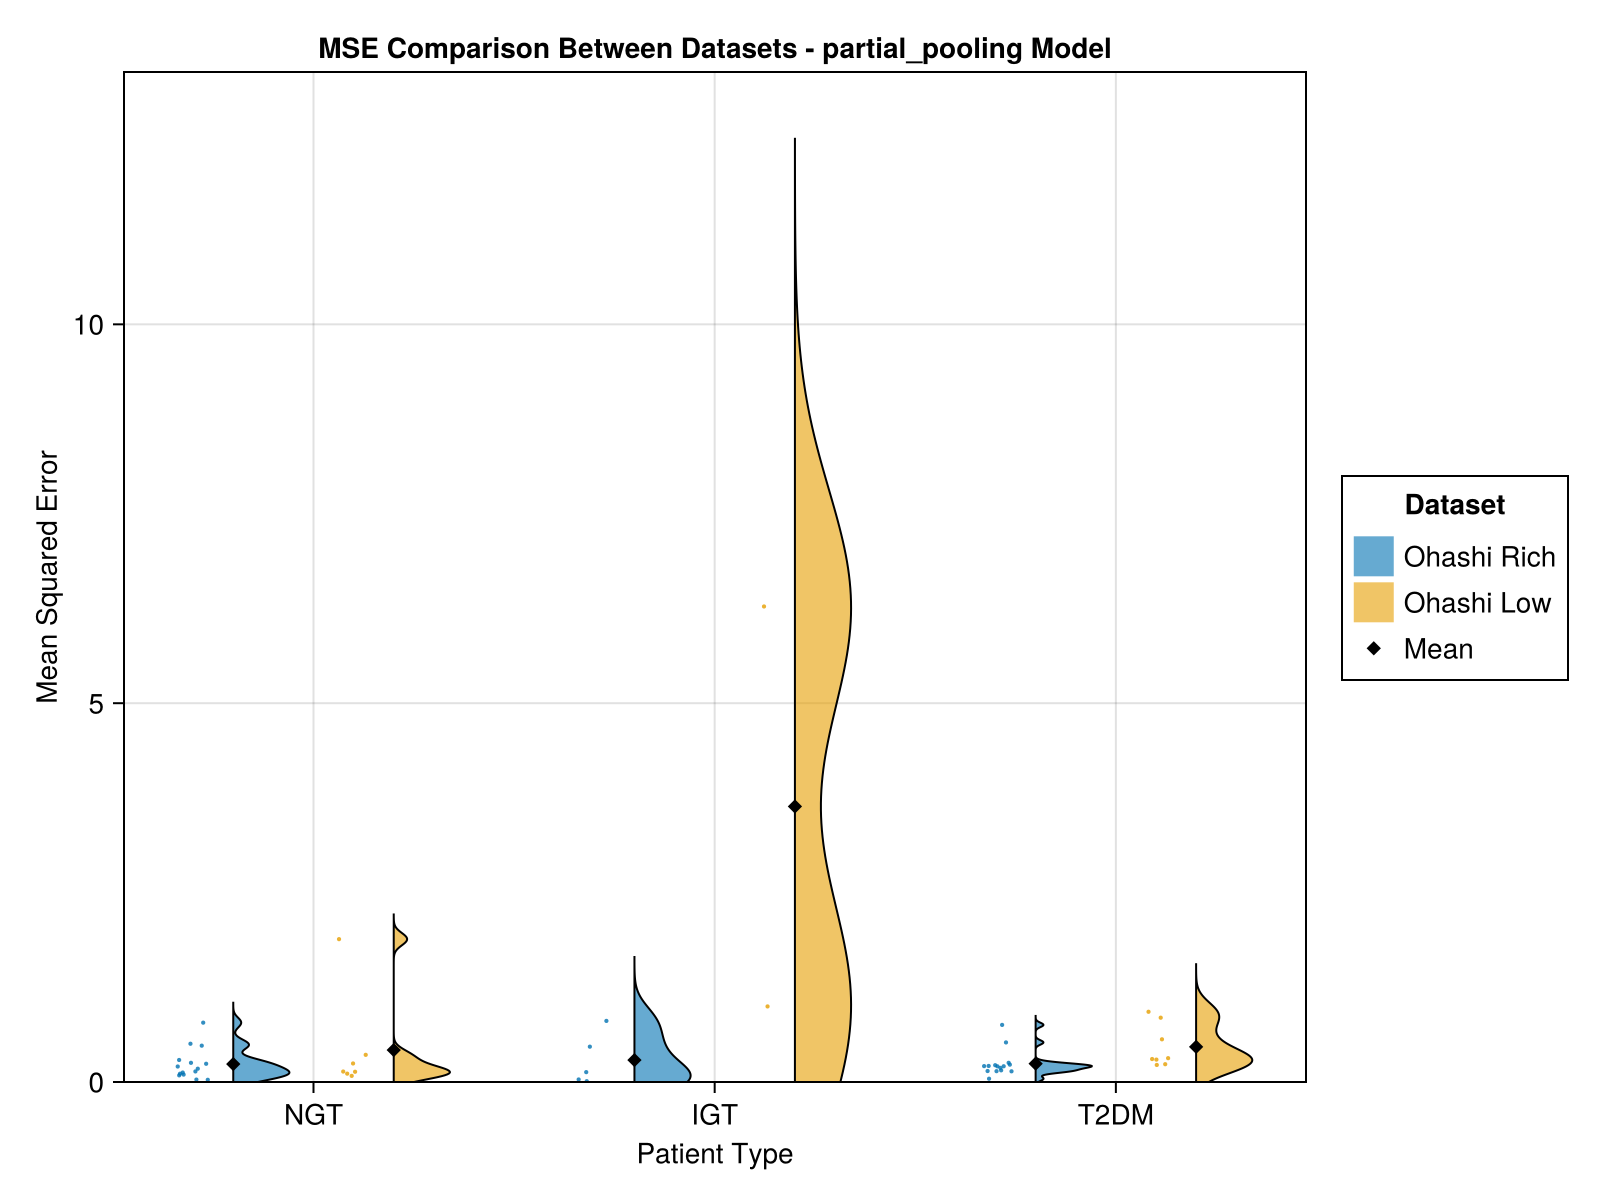 MSE Comparison Between Datasets - partial_pooling Model
Mean Squared Error
10
5
0
NGT
IGT
T2DM
Patient Type
Dataset
Ohashi Rich
Ohashi Low
Mean